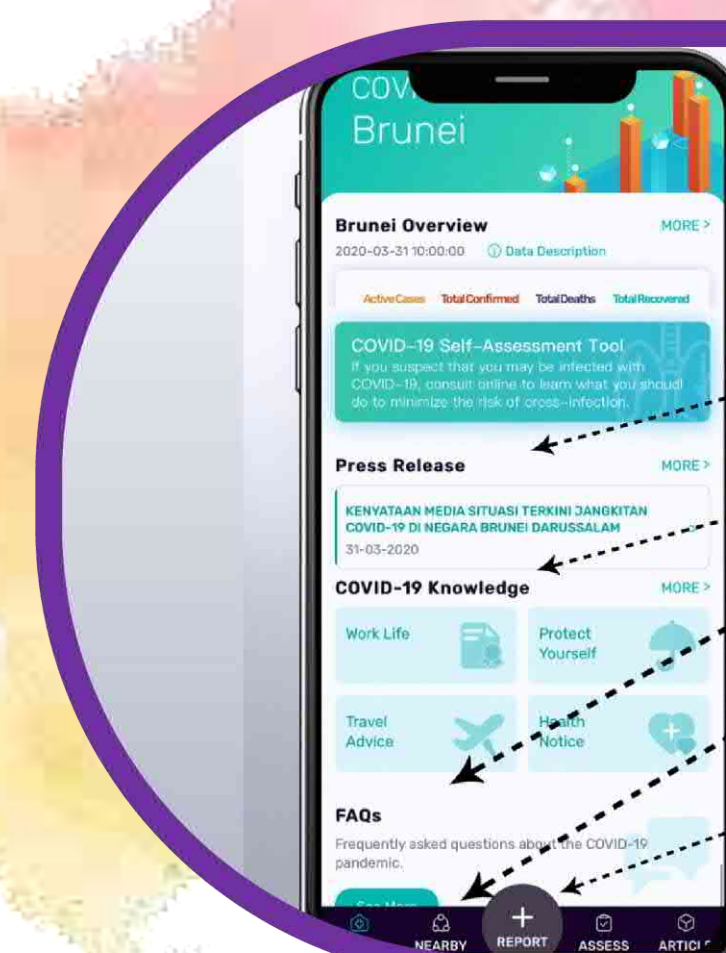 COV
Brunei
Brunei Overview
MORE >
2020-03-31 10:00:00 Data Description
Active Cases Total Confirmed Total Deaths Total Recovered
COVID-19 Self-Assessment Tool
If you suspect that you may be infected with
COVID-19, consult online to learn what you should
do to minimize the risk of cross-infection.
Press Release
MORE >
KENYATAAN MEDIA SITUASI TERKINI JANGKITAN
COVID-19 DI NEGARA BRUNEI DARUSSALAM
31-03-2020
COVID-19 Knowledge
MORE >
Work Life
Protect
Yourself
Travel
Advice
Health
Notice
FAQs
Frequently asked questions about the COVID-19
pandemic.
See More
NEARBY
REPORT
ASSESS